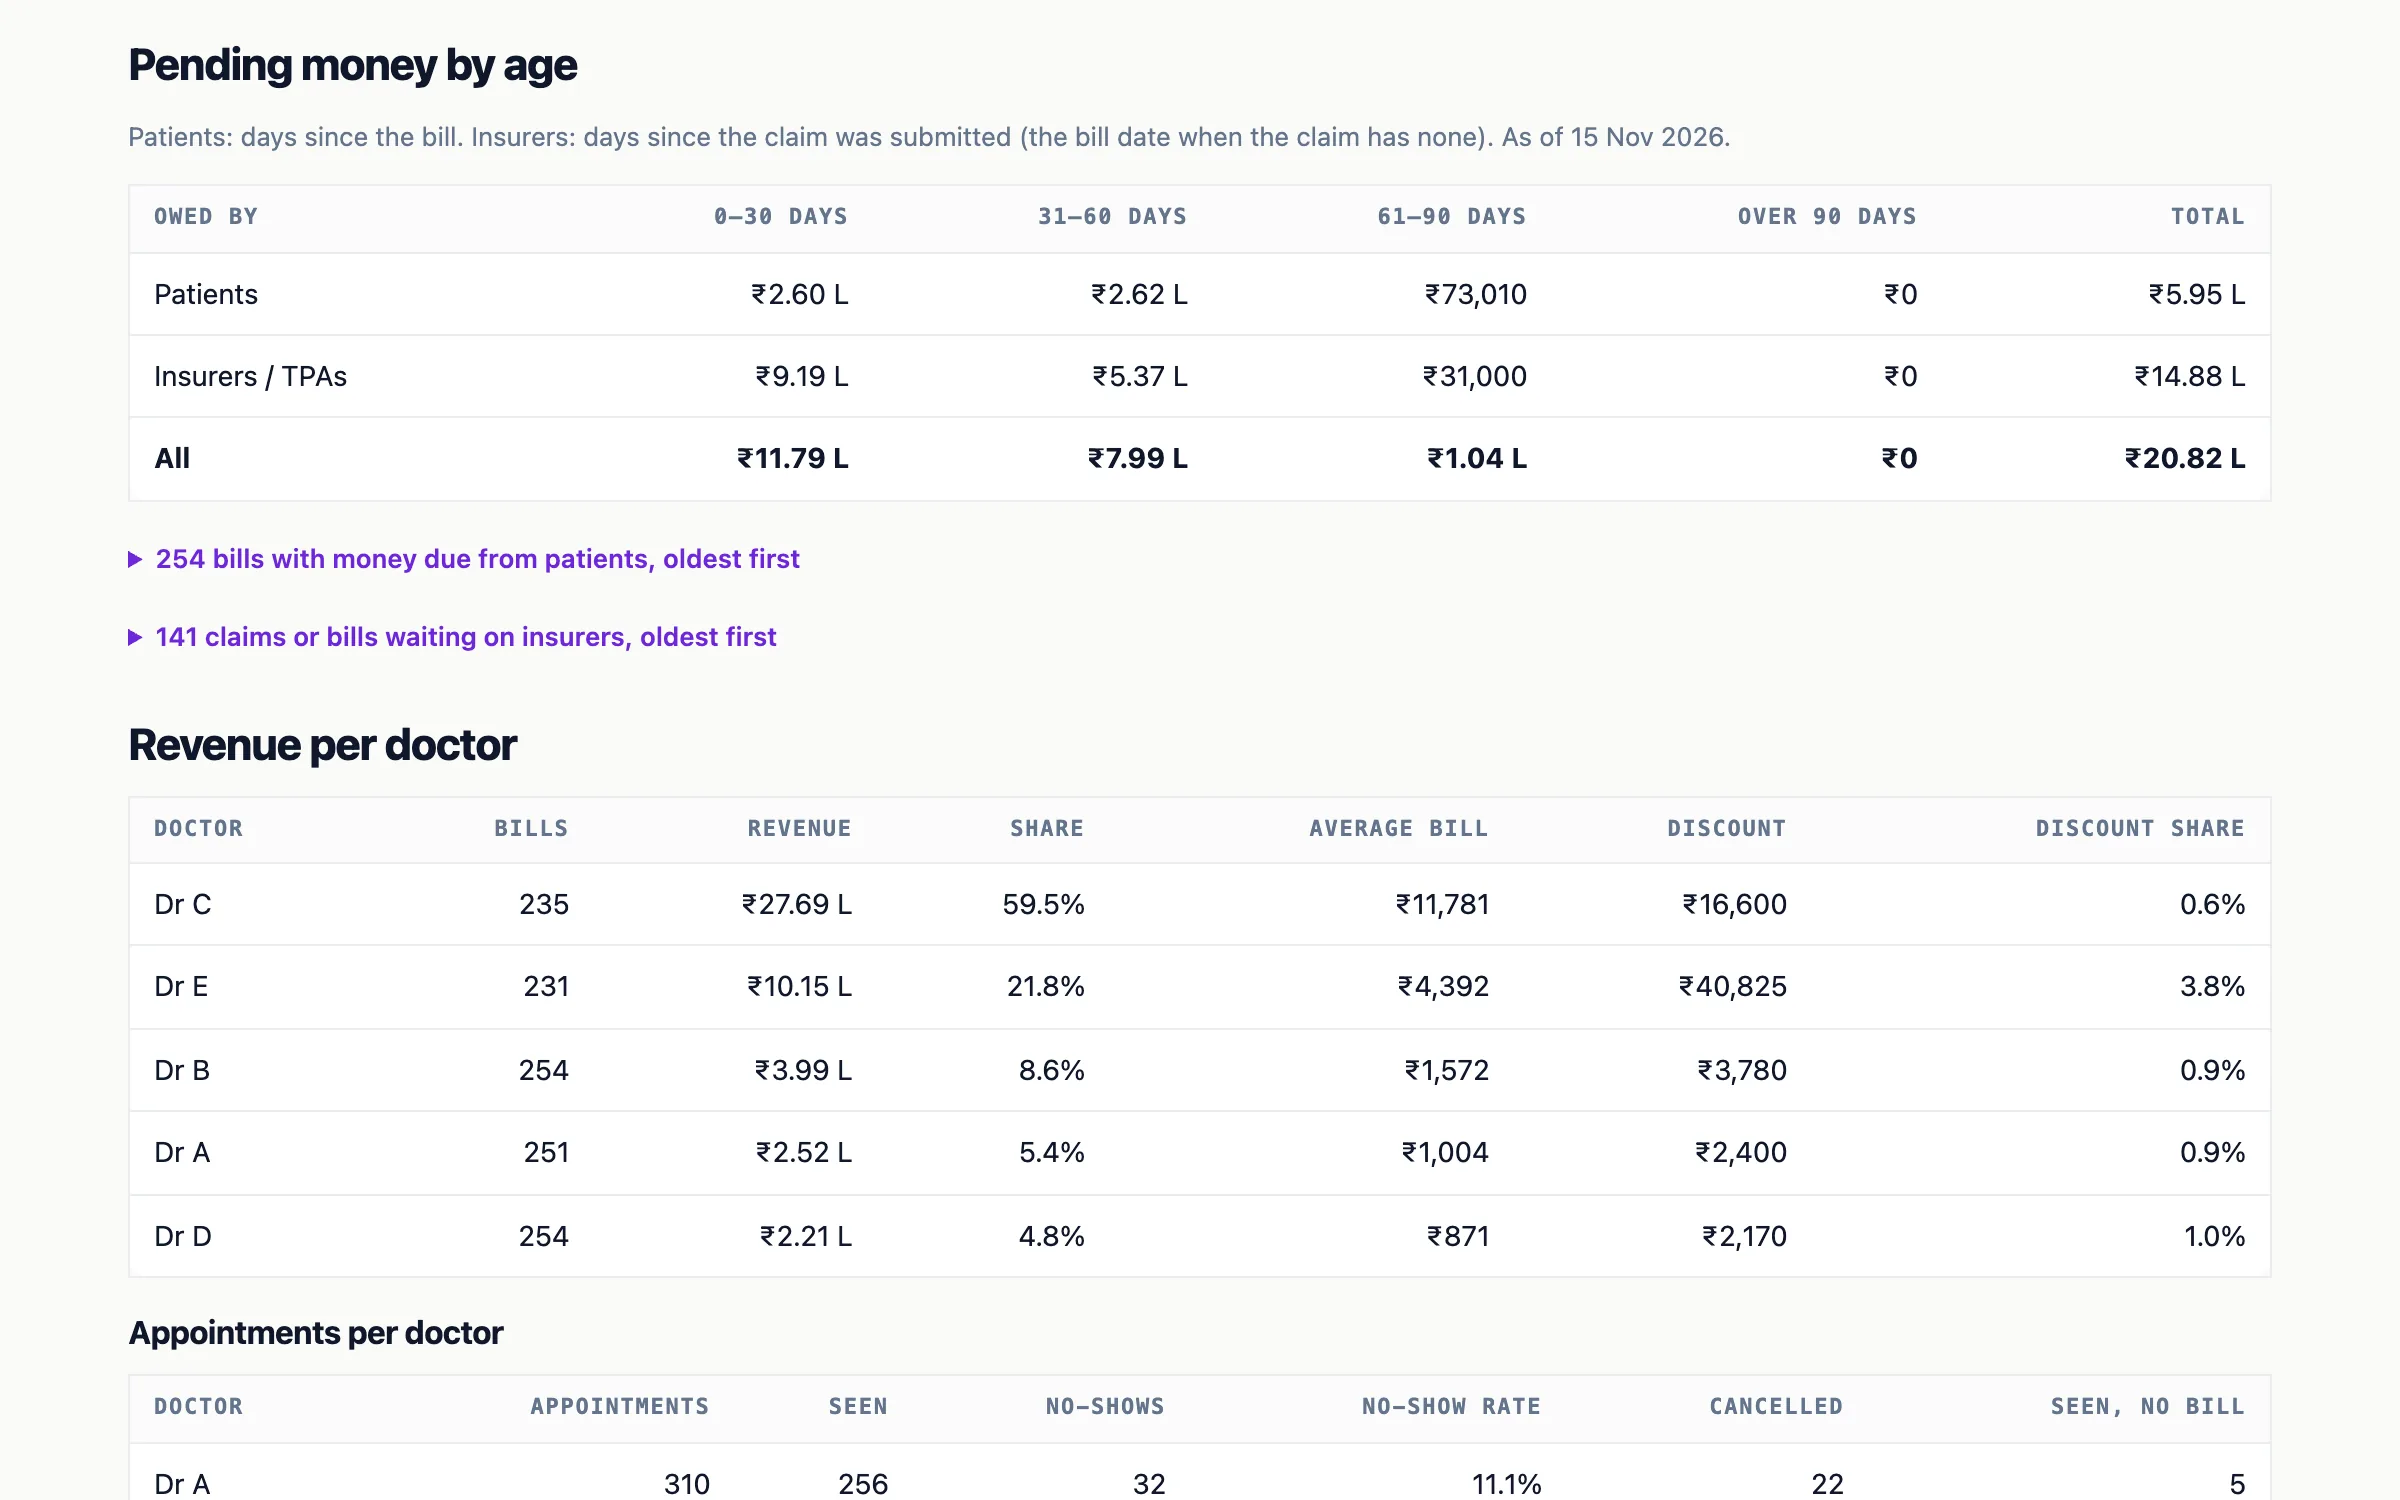 Pending money by age
Patients: days since the bill. Insurers: days since the claim was submitted (the bill date when the claim has none). As of 15 Nov 2026.
OWED BY 0–30 DAYS 31–60 DAYS 61–90 DAYS OVER 90 DAYS TOTAL
Patients ₹2.60 L ₹2.62 L ₹73,010 ₹0 ₹5.95 L
Insurers / TPAs ₹9.19 L ₹5.37 L ₹31,000 ₹0 ₹14.88 L
All ₹11.79 L ₹7.99 L ₹1.04 L ₹0 ₹20.82 L
254 bills with money due from patients, oldest first
141 claims or bills waiting on insurers, oldest first
Revenue per doctor
DOCTOR BILLS REVENUE SHARE AVERAGE BILL DISCOUNT DISCOUNT SHARE
Dr C 235 ₹27.69 L 59.5% ₹11,781 ₹16,600 0.6%
Dr E 231 ₹10.15 L 21.8% ₹4,392 ₹40,825 3.8%
Dr B 254 ₹3.99 L 8.6% ₹1,572 ₹3,780 0.9%
Dr A 251 ₹2.52 L 5.4% ₹1,004 ₹2,400 0.9%
Dr D 254 ₹2.21 L 4.8% ₹871 ₹2,170 1.0%
Appointments per doctor
DOCTOR APPOINTMENTS SEEN NO-SHOWS NO-SHOW RATE CANCELLED SEEN, NO BILL
Dr A 310 256 32 11.1% 22 5